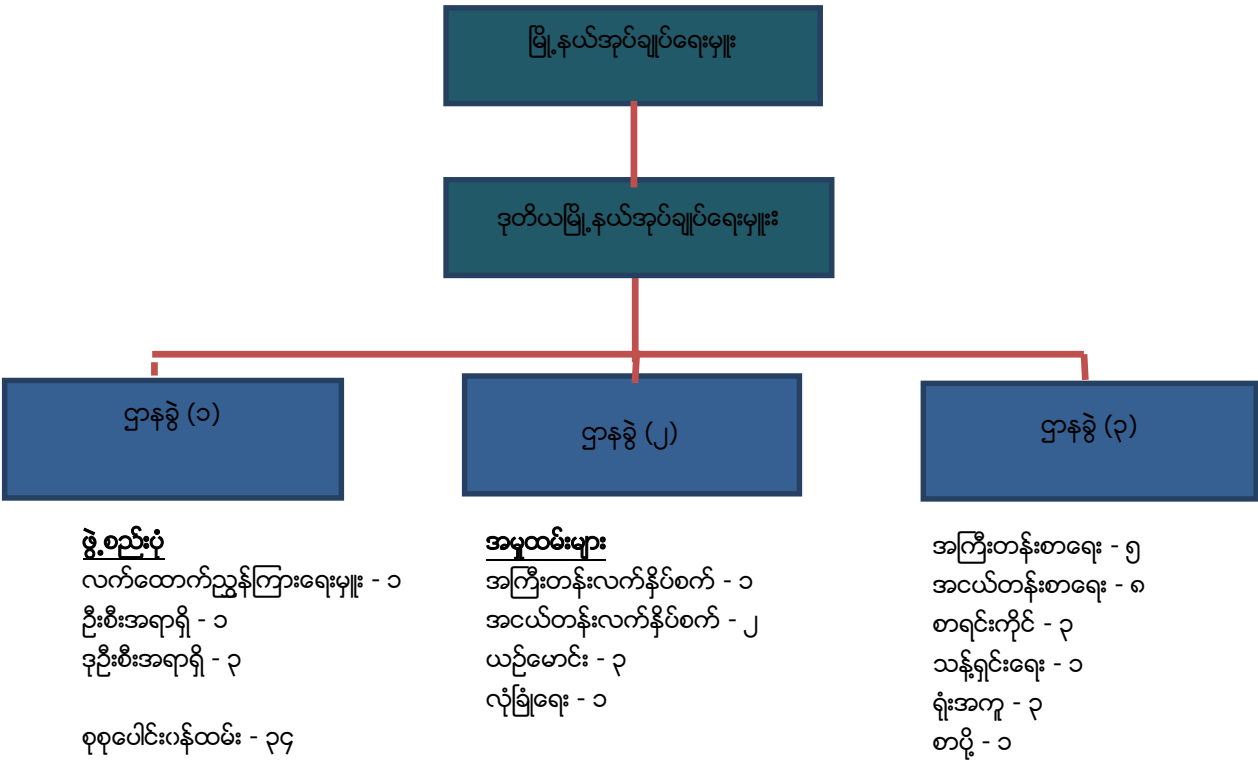 မြို့နယ်အုပ်ချုပ်ရေးမှူး
ဒုတိယမြို့နယ်အုပ်ချုပ်ရေးမှူးး
ဌာနခွဲ (၁)
ဌာနခွဲ (၂)
ဌာနခွဲ (၃)
ဖွဲ့စည်းပုံ
လက်ထောက်ညွှန်ကြားရေးမှူး - ၁
ဦးစီးအရာရှိ - ၁
ဒုဦးစီးအရာရှိ - ၃
စုစုပေါင်းဝန်ထမ်း - ၃၄
အမှုထမ်းများ
အကြီးတန်းလက်နှိပ်စက် - ၁
အငယ်တန်းလက်နှိပ်စက် - ၂
ယဉ်မောင်း - ၃
လုံခြုံရေး - ၁
အကြီးတန်းစာရေး - ၅
အငယ်တန်းစာရေး - ၈
စာရင်းကိုင် - ၃
သန့်ရှင်းရေး - ၁
ရုံးအကူ - ၃
စာပို့ - ၁